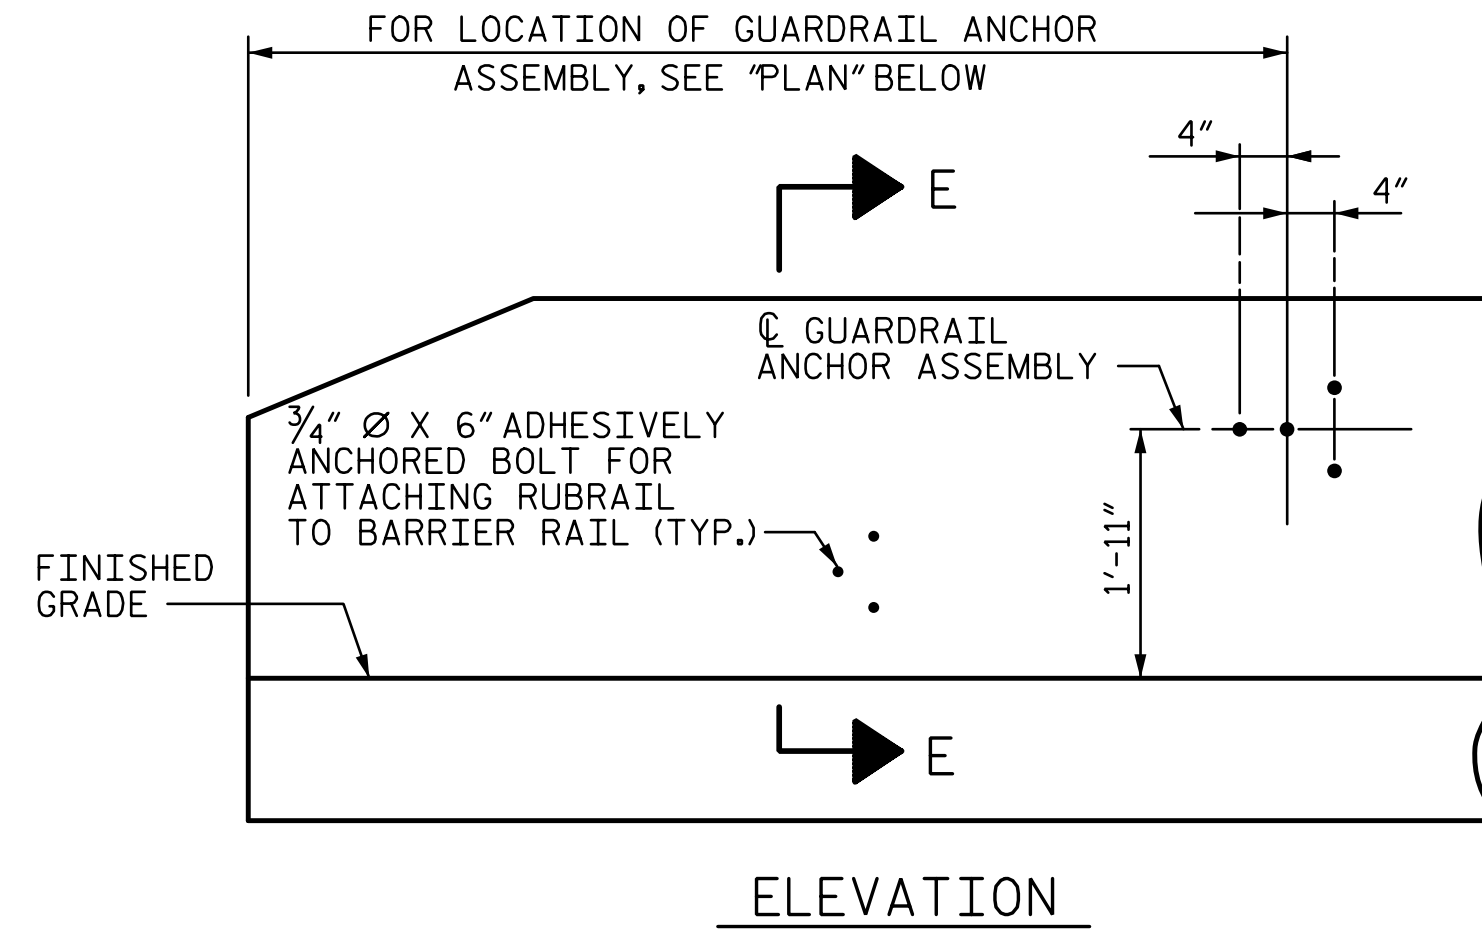 FOR LOCATION OF GUARDRAIL ANCHOR
ASSEMBLY, SEE "PLAN" BELOW
4"
4"
E
℄ GUARDRAIL
ANCHOR ASSEMBLY
3/4" Ø X 6" ADHESIVELY
ANCHORED BOLT FOR
ATTACHING RUBRAIL
TO BARRIER RAIL (TYP.)
1'-11"
FINISHED
GRADE
E
ELEVATION